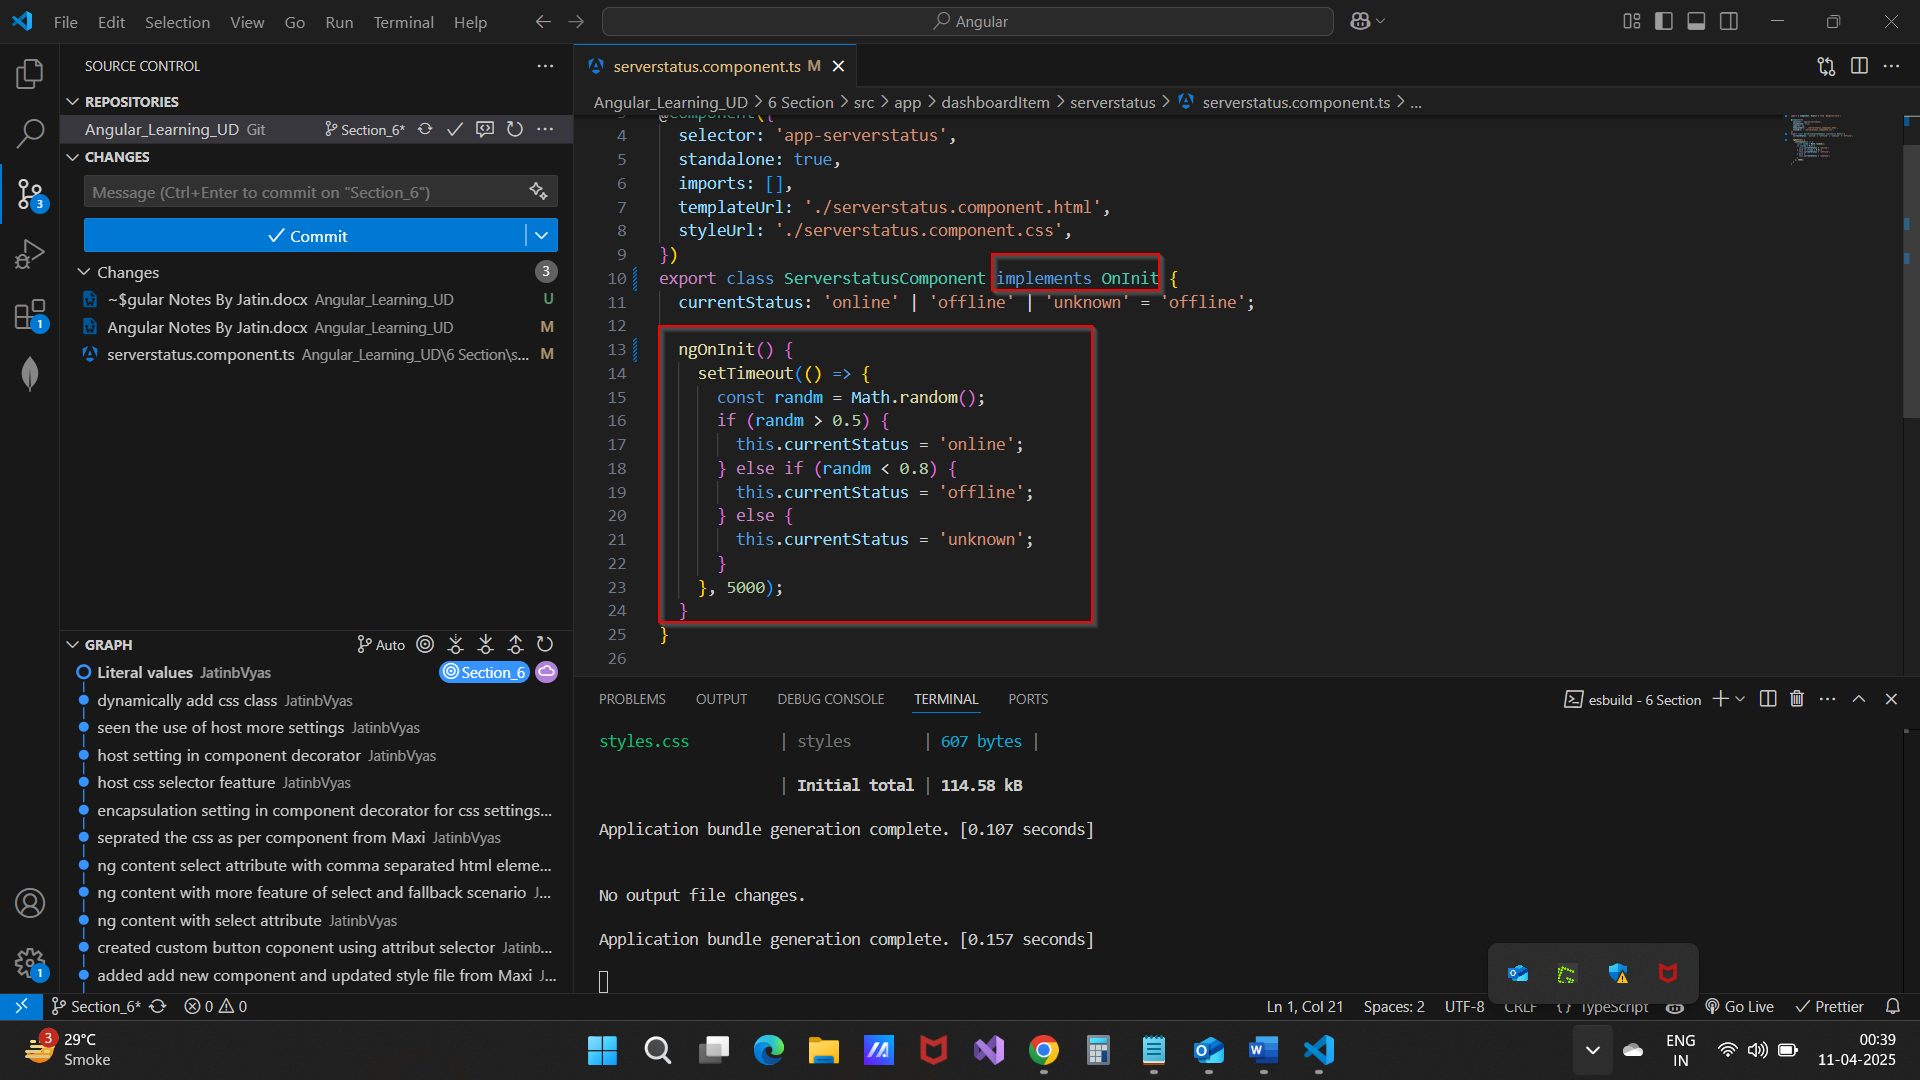 File Edit Selection View Go Run Terminal Help
Angular
SOURCE CONTROL
REPOSITORIES
Angular_Learning_UD Git Section_6*
CHANGES
Message (Ctrl+Enter to commit on "Section_6")
Commit
Changes 3
~$gular Notes By Jatin.docx Angular_Learning_UD U
Angular Notes By Jatin.docx Angular_Learning_UD M
serverstatus.component.ts Angular_Learning_UD\6 Section\s... M
3
1
GRAPH Auto
Literal values JatinbVyas Section_6
dynamically add css class JatinbVyas
seen the use of host more settings JatinbVyas
host setting in component decorator JatinbVyas
host css selector featture JatinbVyas
encapsulation setting in component decorator for css settings...
seprated the css as per component from Maxi JatinbVyas
ng content select attribute with comma separated html eleme...
ng content with more feature of select and fallback scenario J...
ng content with select attribute JatinbVyas
created custom button coponent using attribut selector Jatinb...
added add new component and updated style file from Maxi J...
1
serverstatus.component.ts M
Angular_Learning_UD > 6 Section > src > app > dashboardItem > serverstatus > serverstatus.component.ts > ...
3 @Component({
4 selector: 'app-serverstatus',
5 standalone: true,
6 imports: [],
7 templateUrl: './serverstatus.component.html',
8 styleUrl: './serverstatus.component.css',
9 })
10 export class ServerstatusComponent implements OnInit {
11 currentStatus: 'online' | 'offline' | 'unknown' = 'offline';
12
13 ngOnInit() {
14 setTimeout(() => {
15 const randm = Math.random();
16 if (randm > 0.5) {
17 this.currentStatus = 'online';
18 } else if (randm < 0.8) {
19 this.currentStatus = 'offline';
20 } else {
21 this.currentStatus = 'unknown';
22 }
23 }, 5000);
24 }
25 }
26
PROBLEMS OUTPUT DEBUG CONSOLE TERMINAL PORTS
esbuild - 6 Section
styles.css | styles | 607 bytes |
| Initial total | 114.58 kB
Application bundle generation complete. [0.107 seconds]
No output file changes.
Application bundle generation complete. [0.157 seconds]
Section_6* 0 0
Ln 1, Col 21 Spaces: 2 UTF-8 CRLF {} TypeScript Go Live Prettier
3
29°C
Smoke
ENG
IN
00:39
11-04-2025